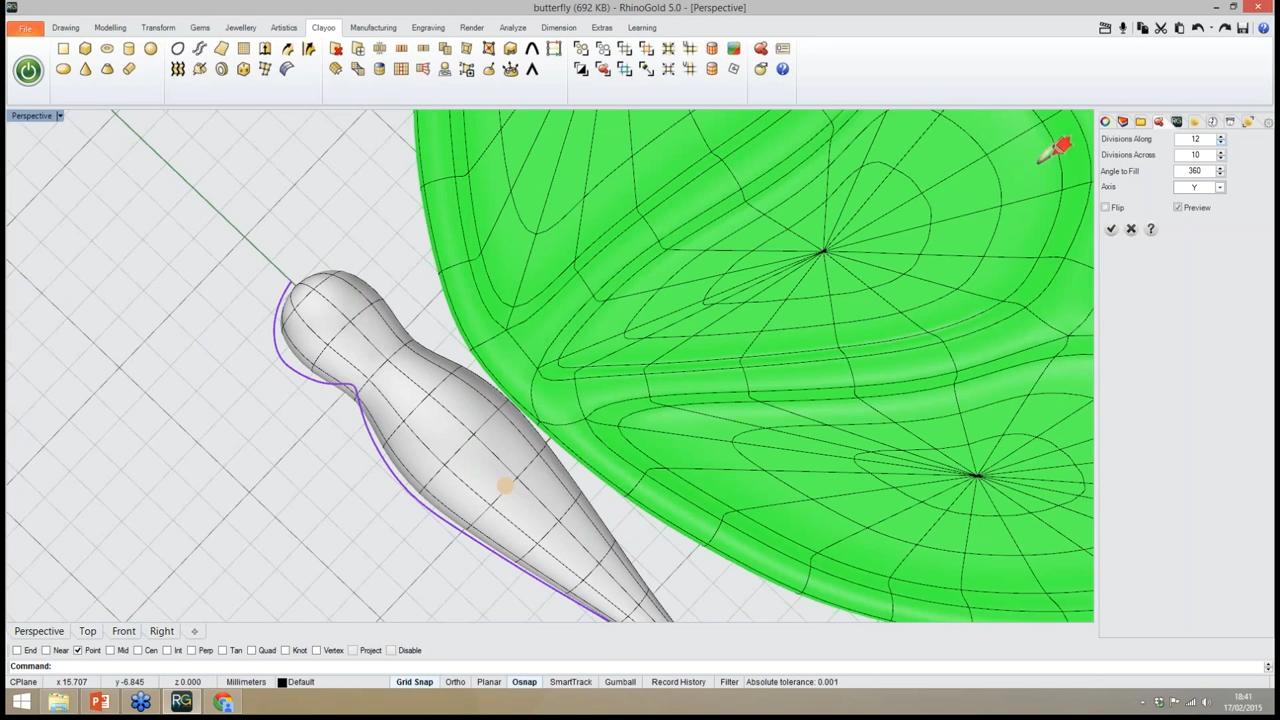 butterfly (692 KB) - RhinoGold 5.0 - [Perspective]
File Drawing Modelling Transform Gems Jewellery Artistics Clayoo Manufacturing Engraving Render Analyze Dimension Extras Learning
Perspective
Divisions Along 12
Divisions Across 10
Angle to Fill 360
Axis Y
Flip Preview
Perspective Top Front Right
End Near Point Mid Cen Int Perp Tan Quad Knot Vertex Project Disable
Command:
CPlane x 15.707 y -6.845 z 0.000 Millimeters Default Grid Snap Ortho Planar Osnap SmartTrack Gumball Record History Filter Absolute tolerance: 0.001
RG
18:41
17/02/2015